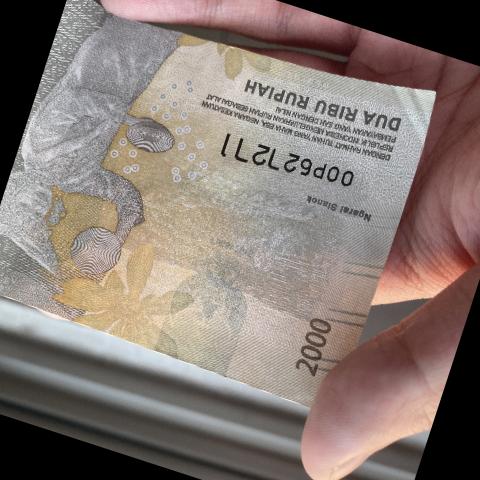 2000
Ngarai Sianok
OOP627271
DENGAN RAHMAT TUHAN YANG MAHA ESA, NEGARA KESATUAN
REPUBLIK INDONESIA MENGELUARKAN RUPIAH SEBAGAI ALAT
PEMBAYARAN YANG SAH DENGAN NILAI
DUA RIBU RUPIAH